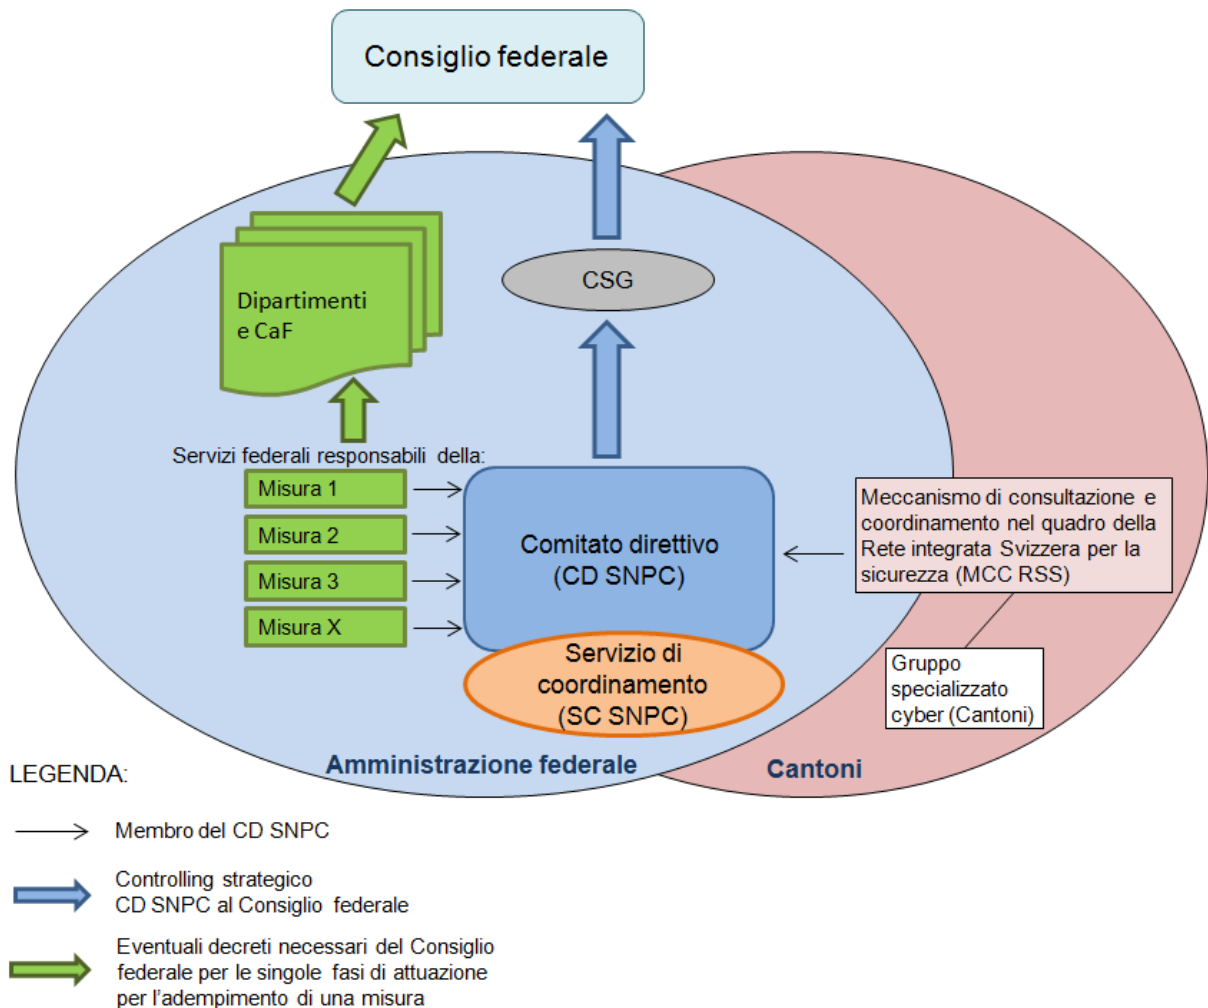 Consiglio federale
CSG
Dipartimenti
e CaF
Servizi federali responsabili della:
Misura 1
Misura 2
Misura 3
Misura X
Comitato direttivo
(CD SNPC)
Servizio di
coordinamento
(SC SNPC)
Meccanismo di consultazione e
coordinamento nel quadro della
Rete integrata Svizzera per la
sicurezza (MCC RSS)
Gruppo
specializzato
cyber (Cantoni)
Amministrazione federale
Cantoni
LEGENDA:
Membro del CD SNPC
Controlling strategico
CD SNPC al Consiglio federale
Eventuali decreti necessari del Consiglio
federale per le singole fasi di attuazione
per l'adempimento di una misura